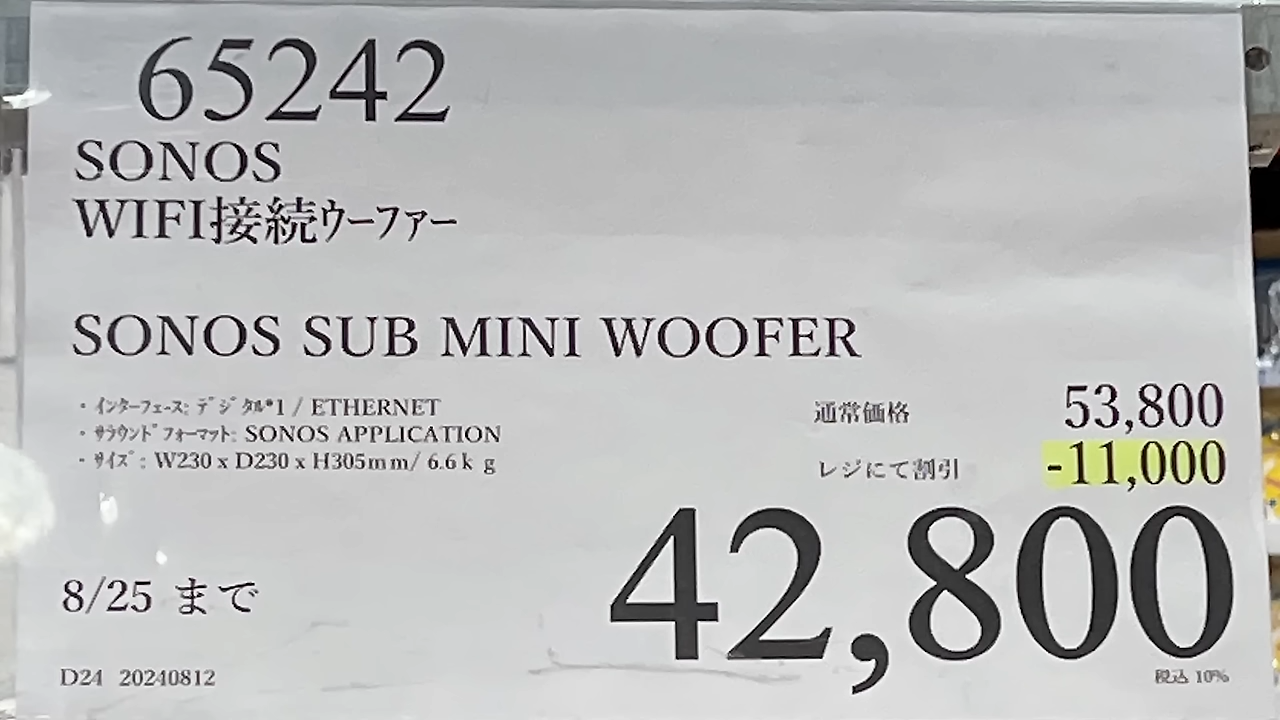 65242
SONOS
WIFI接続ウーファー
SONOS SUB MINI WOOFER
・インターフェース: デジタル*1 / ETHERNET
・サラウンドフォーマット: SONOS APPLICATION
・サイズ: W230 x D230 x H305mm/ 6.6kg
通常価格 53,800
レジにて割引 -11,000
42,800
税込 10%
8/25 まで
D24 20240812